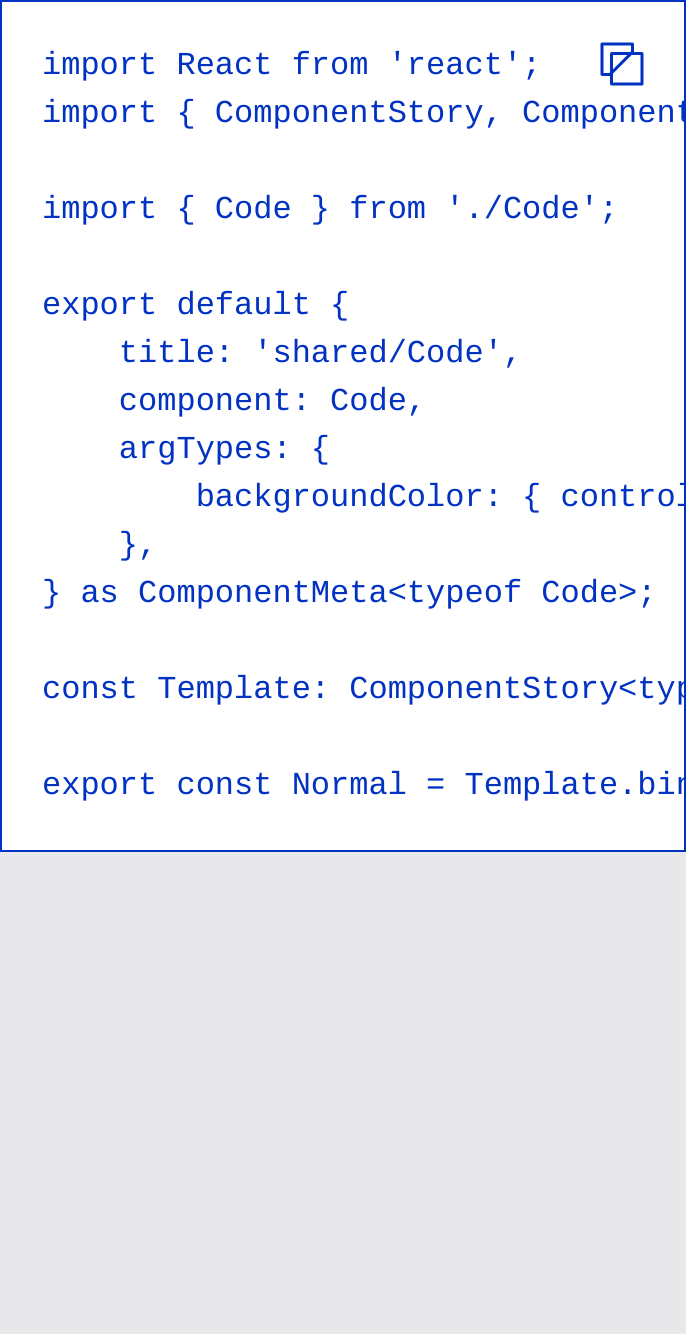 import React from 'react';
import { ComponentStory, Component
import { Code } from './Code';
export default {
    title: 'shared/Code',
    component: Code,
    argTypes: {
        backgroundColor: { control
    },
} as ComponentMeta<typeof Code>;
const Template: ComponentStory<typ
export const Normal = Template.bin